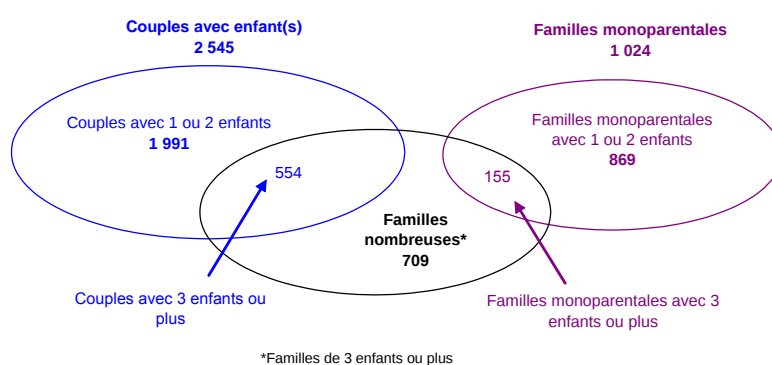 Couples avec enfant(s)
2 545
Familles monoparentales
1 024
Couples avec 1 ou 2 enfants
1 991
Familles monoparentales
avec 1 ou 2 enfants
869
554
155
Familles
nombreuses*
709
Couples avec 3 enfants ou
plus
Familles monoparentales avec 3
enfants ou plus
*Familles de 3 enfants ou plus